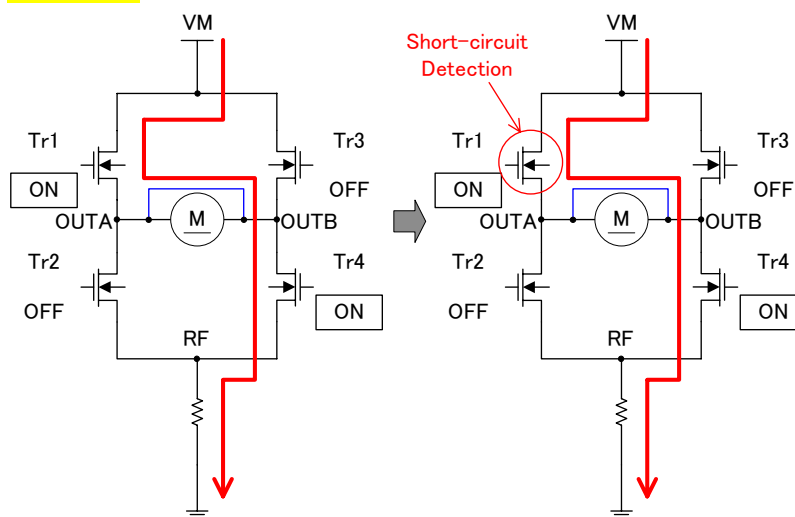 VM
Tr1
Tr3
ON
OFF
OUTA
M
OUTB
Tr2
Tr4
OFF
ON
RF
Short-circuit
Detection
VM
Tr1
Tr3
ON
OFF
OUTA
M
OUTB
Tr2
Tr4
OFF
ON
RF